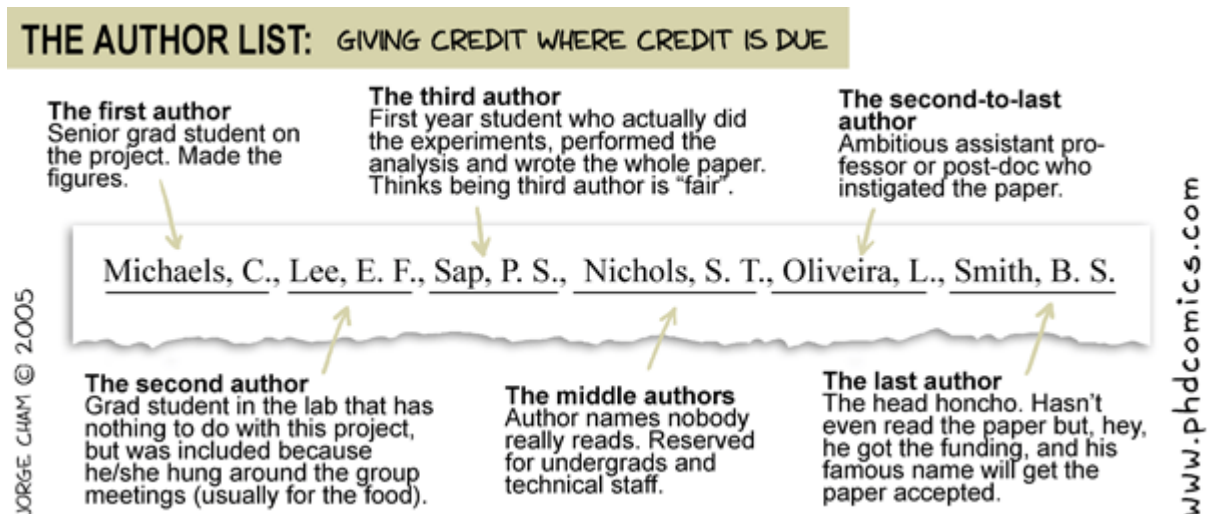 THE AUTHOR LIST: GIVING CREDIT WHERE CREDIT IS DUE
The first author
Senior grad student on
the project. Made the
figures.
The third author
First year student who actually did
the experiments, performed the
analysis and wrote the whole paper.
Thinks being third author is "fair".
The second-to-last
author
Ambitious assistant pro-
fessor or post-doc who
instigated the paper.
Michaels, C., Lee, E. F., Sap, P. S., Nichols, S. T., Oliveira, L., Smith, B. S.
The second author
Grad student in the lab that has
nothing to do with this project,
but was included because
he/she hung around the group
meetings (usually for the food).
The middle authors
Author names nobody
really reads. Reserved
for undergrads and
technical staff.
The last author
The head honcho. Hasn't
even read the paper but, hey,
he got the funding, and his
famous name will get the
paper accepted.
JORGE CHAM © 2005
www.phdcomics.com